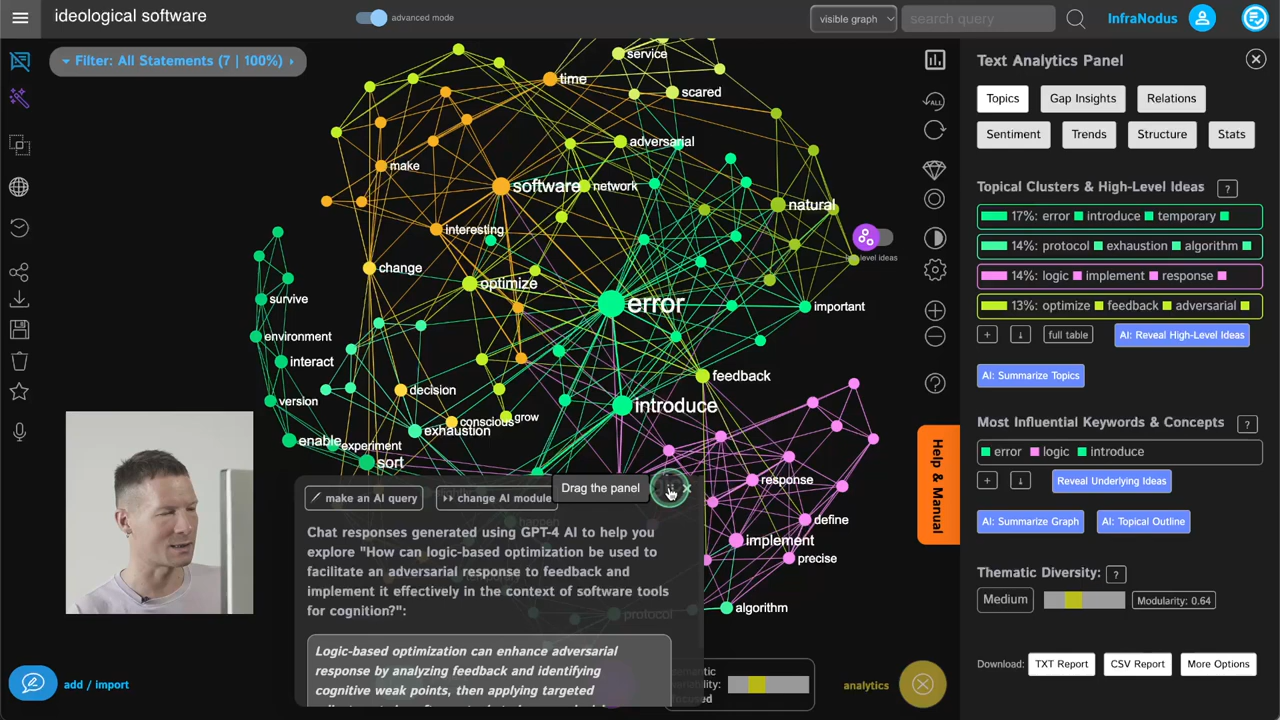 ideological software
advanced mode
visible graph
search query
InfraNodus
Filter: All Statements (7 | 100%)
service
time
scared
adversarial
make
software
network
natural
interesting
change
optimize
error
important
survive
environment
interact
feedback
decision
version
introduce
conscious
grow
exhaustion
enable
experiment
sort
response
define
implement
precise
algorithm
protocol
ALL
Drag the panel
make an AI query
change AI module
Chat responses generated using GPT-4 AI to help you
explore "How can logic-based optimization be used to
facilitate an adversarial response to feedback and
implement it effectively in the context of software tools
for cognition?":
Logic-based optimization can enhance adversarial
response by analyzing feedback and identifying
cognitive weak points, then applying targeted
add / import
analytics
Help & Manual
Text Analytics Panel
Topics
Gap Insights
Relations
Sentiment
Trends
Structure
Stats
Topical Clusters & High-Level Ideas ?
17%: error introduce temporary
14%: protocol exhaustion algorithm
14%: logic implement response
13%: optimize feedback adversarial
+ ↓ full table AI: Reveal High-Level Ideas
AI: Summarize Topics
Most Influential Keywords & Concepts ?
error logic introduce
+ ↓ Reveal Underlying Ideas
AI: Summarize Graph AI: Topical Outline
Thematic Diversity: ?
Medium Modularity: 0.64
Download: TXT Report CSV Report More Options